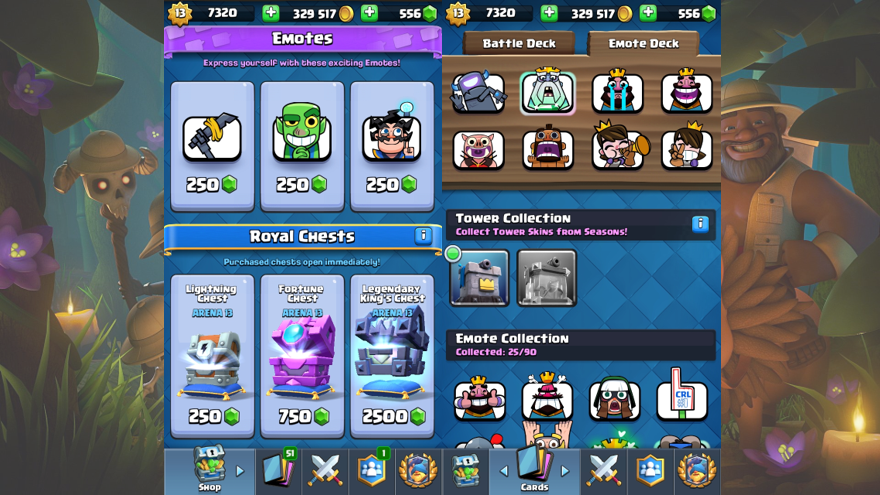 13 7320 329 517 556
Emotes
Express yourself with these exciting Emotes!
250 250 250
Royal Chests
i
Purchased chests open immediately!
Lightning Chest
ARENA 13
Fortune Chest
ARENA 13
Legendary King's Chest
ARENA 13
250 750 2500
Shop
51
1
13 7320 329 517 556
Battle Deck
Emote Deck
Tower Collection
Collect Tower Skins from Seasons!
i
Emote Collection
Collected: 25/90
CRL
Cards